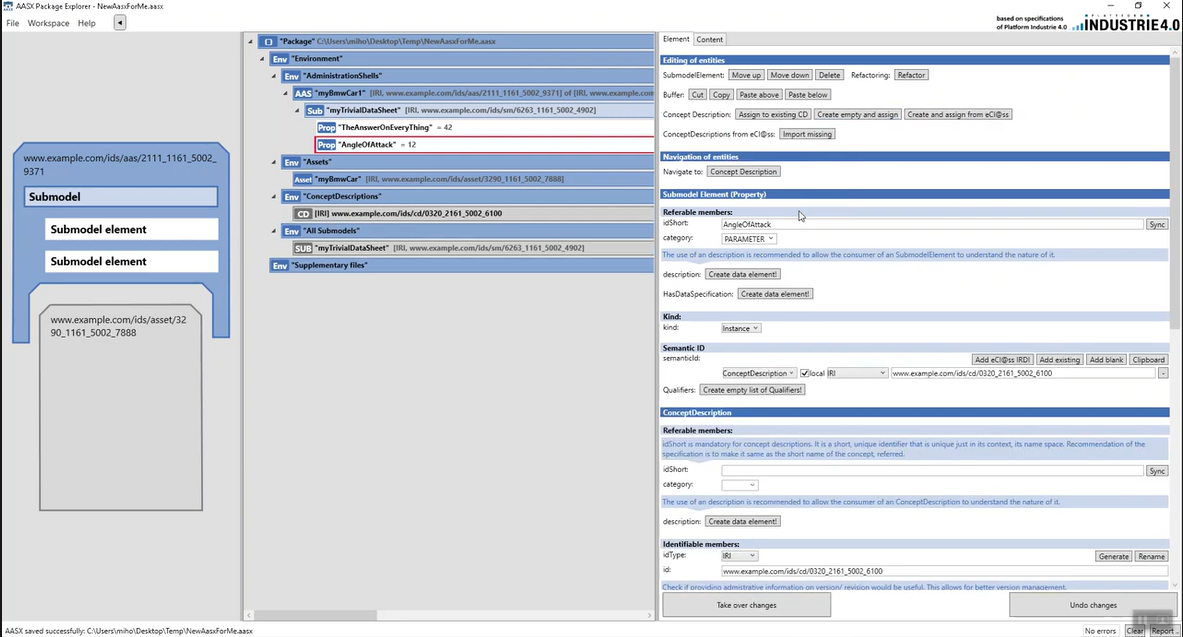 AASX Package Explorer - NewAasxForMe.aasx
File Workspace Help
based on specifications
of Platform Industrie 4.0
PLATTFORM
INDUSTRIE4.0
www.example.com/ids/aas/2111_1161_5002_
9371
Submodel
Submodel element
Submodel element
www.example.com/ids/asset/32
90_1161_5002_7888
"Package" C:\Users\miho\Desktop\Temp\NewAasxForMe.aasx
Env "Environment"
Env "AdministrationShells"
AAS "myBmwCar1" [IRI, www.example.com/ids/aas/2111_1161_5002_9371] of [IRI, www.example.com
Sub "myTrivialDataSheet" [IRI, www.example.com/ids/sm/6263_1161_5002_4902]
Prop "TheAnswerOnEveryThing" = 42
Prop "AngleOfAttack" = 12
Env "Assets"
Asset "myBmwCar" [IRI, www.example.com/ids/asset/3290_1161_5002_7888]
Env "ConceptDescriptions"
CD [IRI] www.example.com/ids/cd/0320_2161_5002_6100
Env "All Submodels"
SUB "myTrivialDataSheet" [IRI, www.example.com/ids/sm/6263_1161_5002_4902]
Env "Supplementary files"
Element Content
Editing of entities
SubmodelElement: Move up Move down Delete Refactoring: Refactor
Buffer: Cut Copy Paste above Paste below
Concept Description: Assign to existing CD Create empty and assign Create and assign from eCl@ss
ConceptDescriptions from eCl@ss: Import missing
Navigation of entities
Navigate to: Concept Description
Submodel Element (Property)
Referable members:
idShort: AngleOfAttack Sync
category: PARAMETER
The use of an description is recommended to allow the consumer of an SubmodelElement to understand the nature of it.
description: Create data element!
HasDataSpecification: Create data element!
Kind:
kind: Instance
Semantic ID
semanticId:
Add eCl@ss IRDI Add existing Add blank Clipboard
ConceptDescription local IRI www.example.com/ids/cd/0320_2161_5002_6100 -
Qualifiers: Create empty list of Qualifiers!
ConceptDescription
Referable members:
idShort is mandatory for concept descriptions. It is a short, unique identifier that is unique just in its context, its name space. Recommendation of the
specification is to make it same as the short name of the concept, referred.
idShort: Sync
category:
The use of an description is recommended to allow the consumer of an ConceptDescription to understand the nature of it.
description: Create data element!
Identifiable members:
idType: IRI Generate Rename
id: www.example.com/ids/cd/0320_2161_5002_6100
Check if providing admistrative information on version/ revision would be useful. This allows for better version management.
Take over changes Undo changes
AASX saved successfully: C:\Users\miho\Desktop\Temp\NewAasxForMe.aasx
No errors Clear Report..